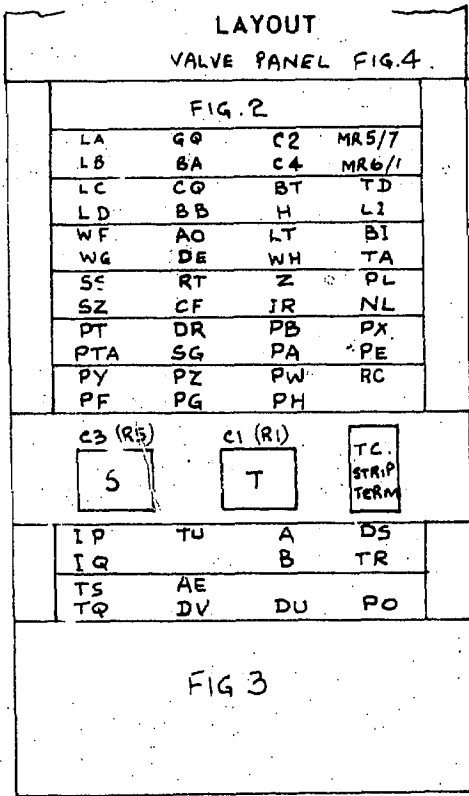 LAYOUT
VALVE PANEL FIG.4.
FIG.2
LA GQ C2 MR5/7
LB BA C4 MR6/1
LC CQ BT TD
LD BB H LI
WF AO LT BI
WG DE WH TA
SS RT Z PL
SZ CF IR NL
PT DR PB PX
PTA SG PA PE
PY PZ PW RC
PF PG PH
C3 (R5) C1 (R1)
S T TC. STRIP TERM
IP TU A DS
IQ B TR
TS AE
TQ DV DU PO
FIG 3